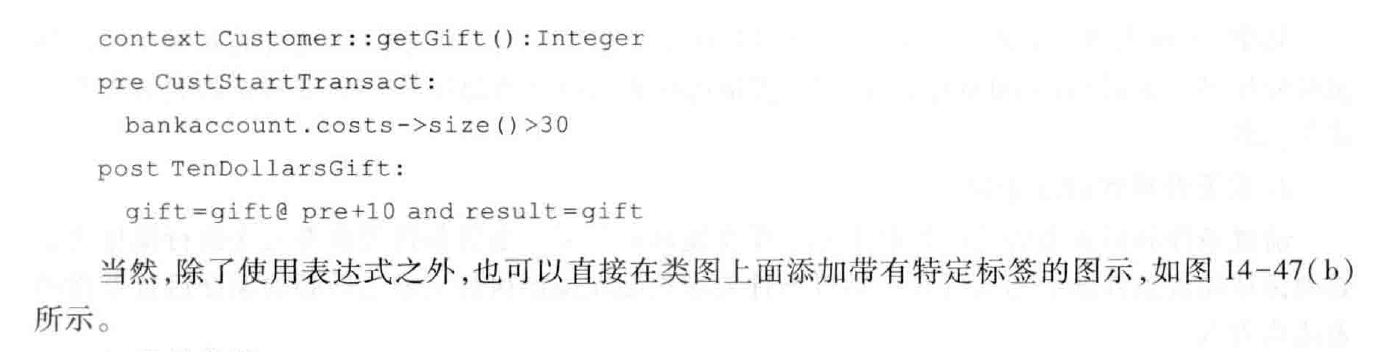 context Customer::getGift():Integer
pre CustStartTransact:
bankaccount.costs->size()>30
post TenDollarsGift:
gift=gift@ pre+10 and result=gift
当然,除了使用表达式之外,也可以直接在类图上面添加带有特定标签的图示,如图 14-47(b)
所示。